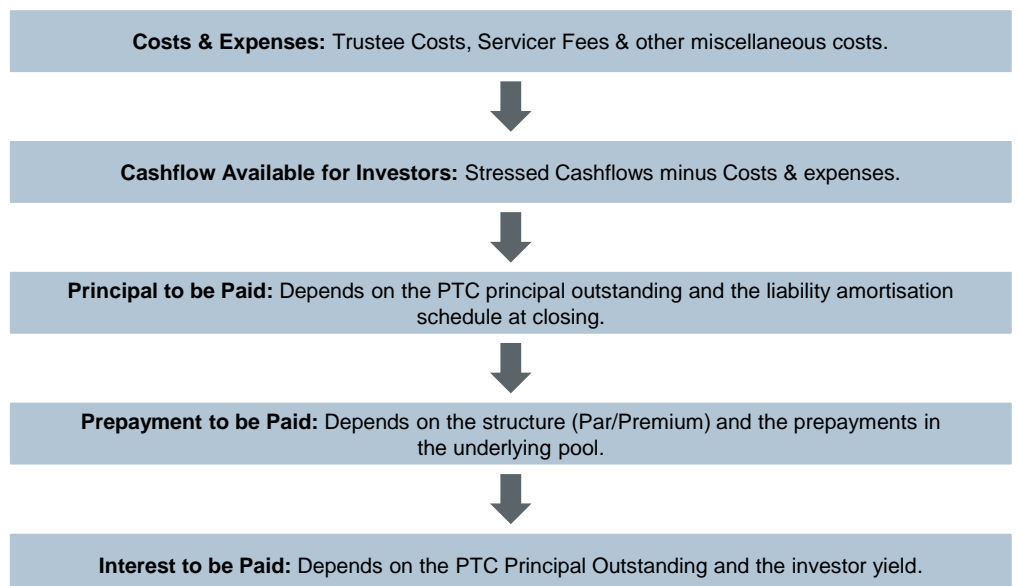 Costs & Expenses: Trustee Costs, Servicer Fees & other miscellaneous costs.
Cashflow Available for Investors: Stressed Cashflows minus Costs & expenses.
Principal to be Paid: Depends on the PTC principal outstanding and the liability amortisation
schedule at closing.
Prepayment to be Paid: Depends on the structure (Par/Premium) and the prepayments in
the underlying pool.
Interest to be Paid: Depends on the PTC Principal Outstanding and the investor yield.